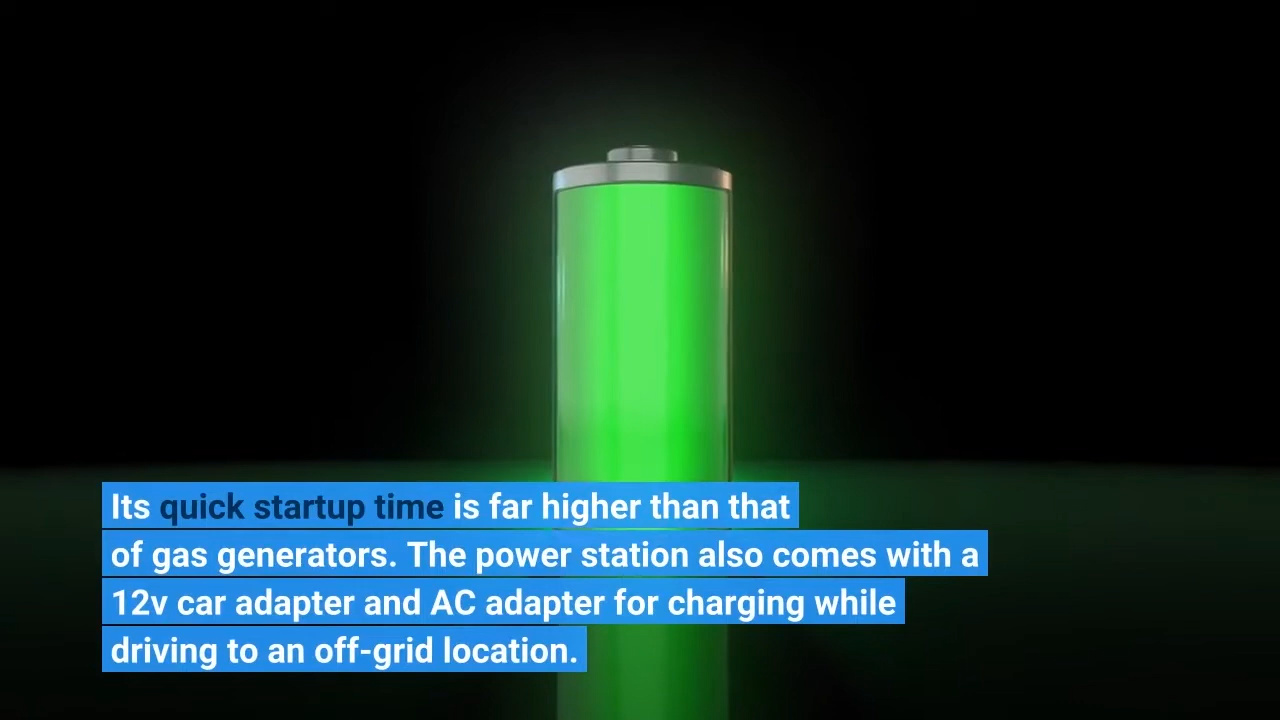 Its quick startup time is far higher than that
of gas generators. The power station also comes with a
12v car adapter and AC adapter for charging while
driving to an off-grid location.